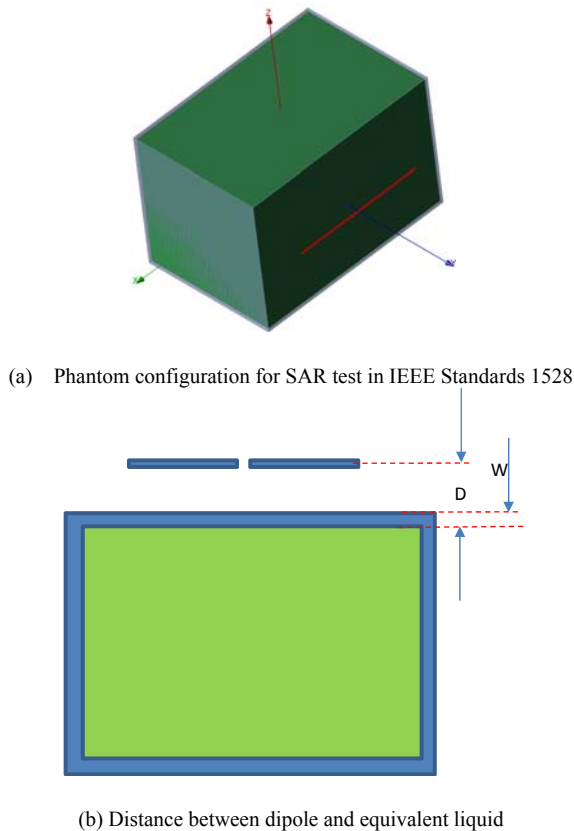 Z
X
Y
(a) Phantom configuration for SAR test in IEEE Standards 1528
W
D
(b) Distance between dipole and equivalent liquid